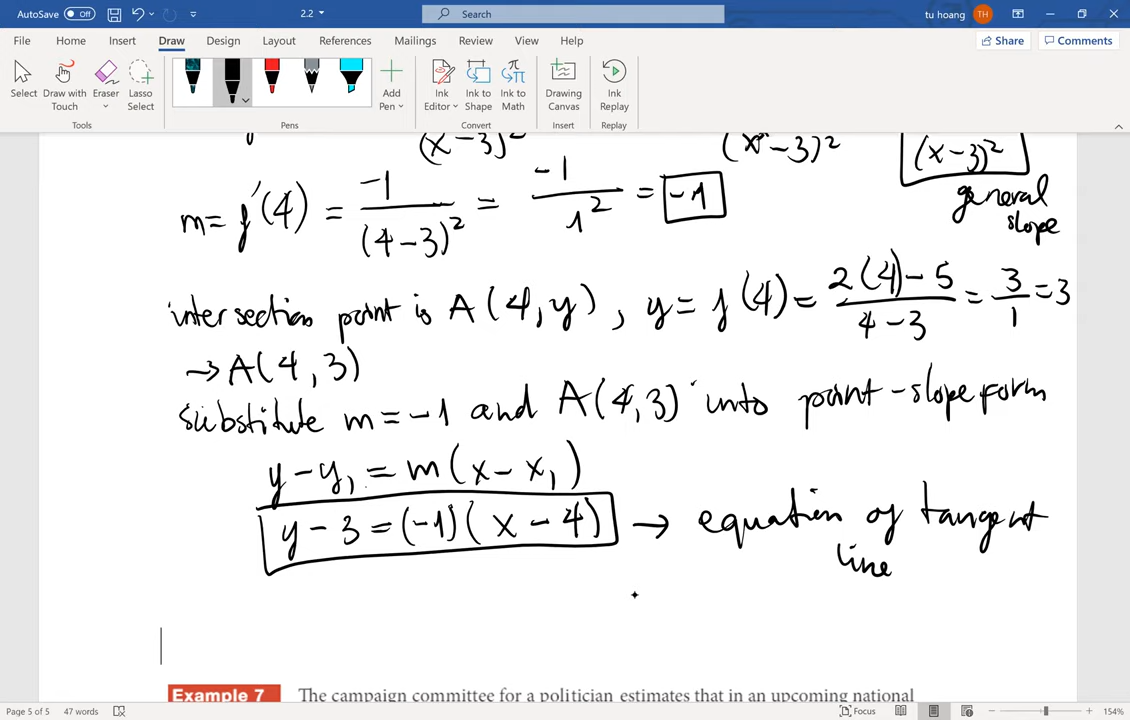 AutoSave Off 2.2 Search tu hoang TH
File Home Insert Draw Design Layout References Mailings Review View Help Share Comments
Select Draw with Touch Eraser Lasso Select Add Pen Ink Editor Ink to Shape Ink to Math Drawing Canvas Ink Replay
Tools Pens Convert Insert Replay
(x-3)² (x-3)² (x-3)²
general slope
m = f'(4) = -1/(4-3)² = -1/1² = -1
intersection point is A(4,y), y = f(4) = (2(4)-5)/(4-3) = 3/1 = 3
→ A(4,3)
substitute m = -1 and A(4,3) into point-slope form
y - y₁ = m(x - x₁)
y - 3 = (-1)(x - 4) → equation of tangent
line
Example 7 The campaign committee for a politician estimates that in an upcoming national
Page 5 of 5 47 words Focus 154%